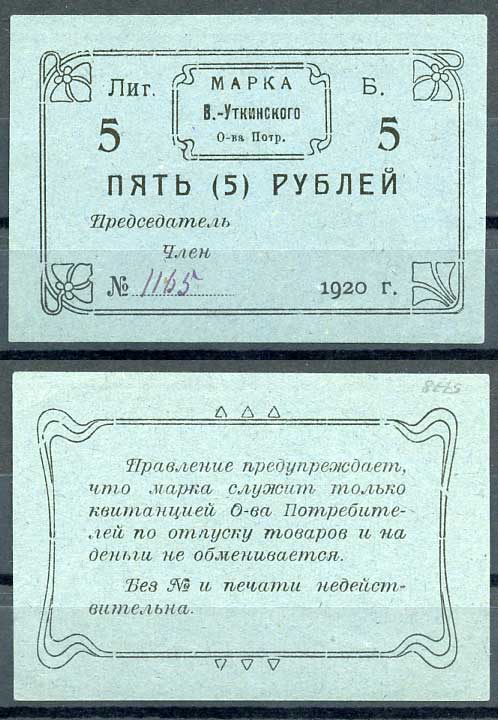 Лит.
МАРКА
Б.
В.-Уткинского
О-ва Потр.
5
5
ПЯТЬ (5) РУБЛЕЙ
Председатель
Член
№ 1165
1920 г.
Правление предупреждает,
что марка служит только
квитанцией О-ва Потребите-
лей по отпуску товаров и на
деньги не обменивается.
Без № и печати недейст-
вительна.